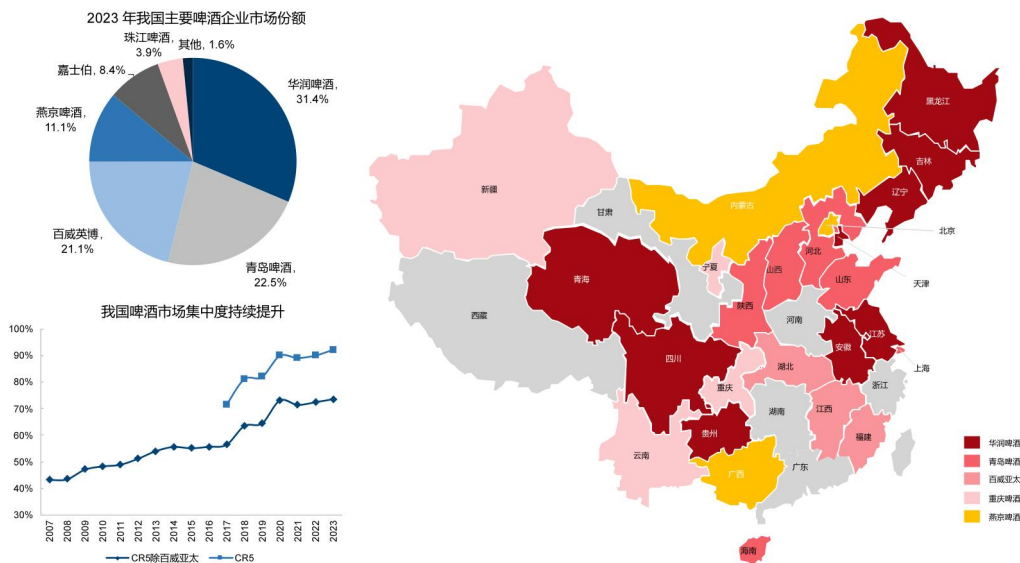 2023 年我国主要啤酒企业市场份额
珠江啤酒,
3.9%
其他, 1.6%
嘉士伯, 8.4%
华润啤酒,
31.4%
燕京啤酒,
11.1%
百威英博,
21.1%
青岛啤酒,
22.5%
我国啤酒市场集中度持续提升
100%
90%
80%
70%
60%
50%
40%
30%
2007
2008
2009
2010
2011
2012
2013
2014
2015
2016
2017
2018
2019
2020
2021
2022
2023
CR5除百威亚太
CR5
黑龙江
吉林
辽宁
新疆
甘肃
内蒙古
北京
宁夏
河北
山西
青海
山东
天津
陕西
西藏
河南
江苏
安徽
四川
上海
湖北
重庆
浙江
湖南
江西
贵州
福建
云南
广西
广东
海南
华润啤酒
青岛啤酒
百威亚太
重庆啤酒
燕京啤酒